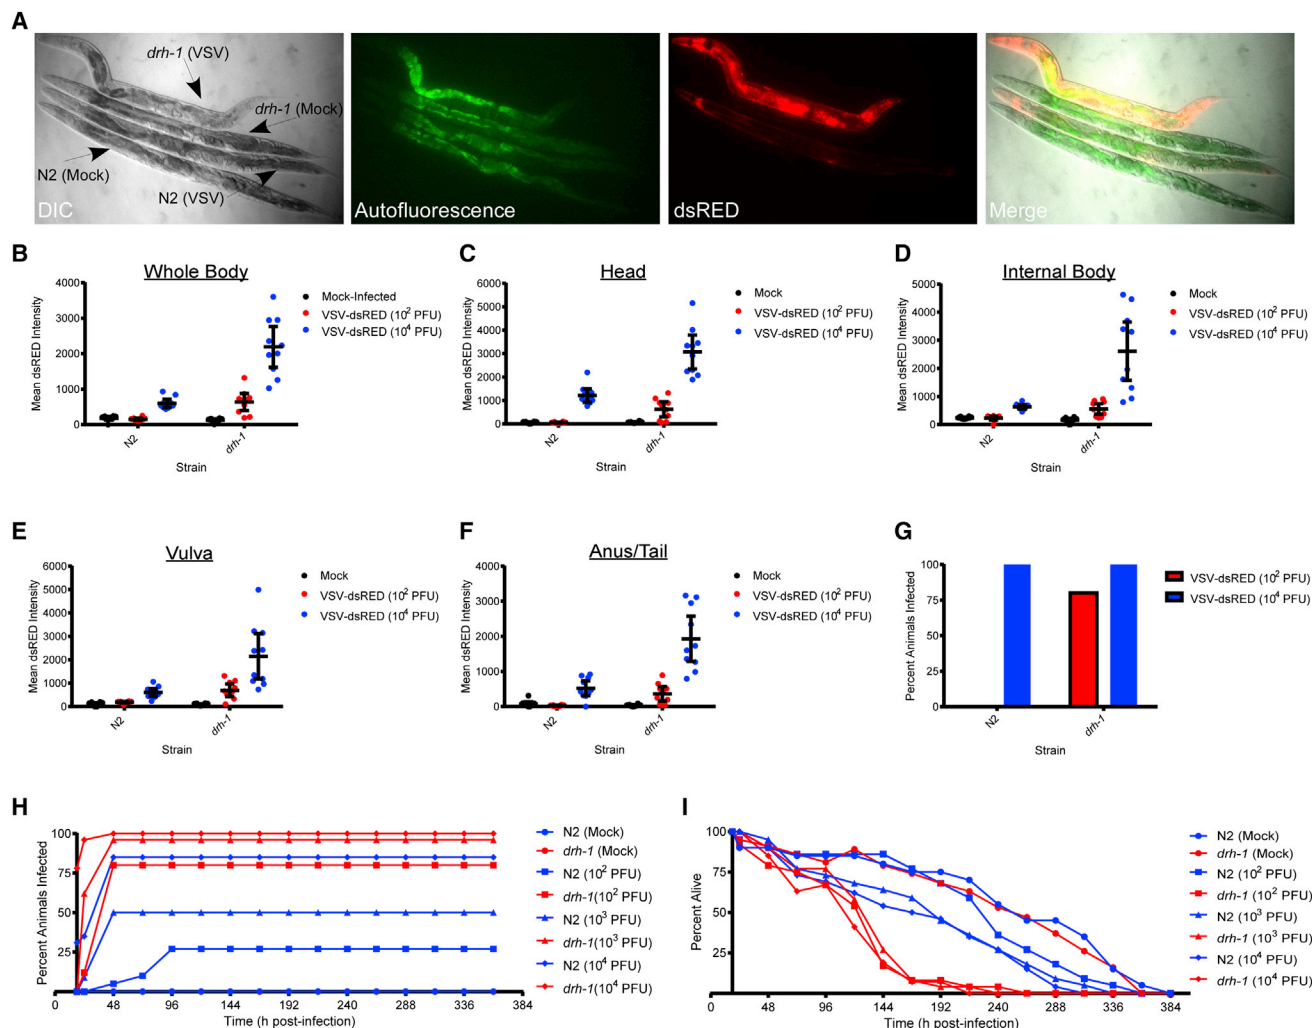 A
drh-1 (VSV)
drh-1 (Mock)
N2 (Mock)
N2 (VSV)
DIC
Autofluorescence
dsRED
Merge
B
Whole Body
Mean dsRED Intensity
4000
3000
2000
1000
0
N2
drh-1
Strain
Mock-Infected
VSV-dsRED (10² PFU)
VSV-dsRED (10⁴ PFU)
C
Head
Mean dsRED Intensity
6000
5000
4000
3000
2000
1000
0
N2
drh-1
Strain
Mock
VSV-dsRED (10² PFU)
VSV-dsRED (10⁴ PFU)
D
Internal Body
Mean dsRED Intensity
5000
4000
3000
2000
1000
0
N2
drh-1
Strain
Mock
VSV-dsRED (10² PFU)
VSV-dsRED (10⁴ PFU)
E
Vulva
Mean dsRED Intensity
6000
5000
4000
3000
2000
1000
0
N2
drh-1
Strain
Mock
VSV-dsRED (10² PFU)
VSV-dsRED (10⁴ PFU)
F
Anus/Tail
Mean dsRED Intensity
4000
3000
2000
1000
0
N2
drh-1
Strain
Mock
VSV-dsRED (10² PFU)
VSV-dsRED (10⁴ PFU)
G
Percent Animals Infected
100
75
50
25
0
N2
drh-1
Strain
VSV-dsRED (10² PFU)
VSV-dsRED (10⁴ PFU)
H
Percent Animals Infected
100
75
50
25
0 48 96 144 192 240 288 336 384
Time (h post-infection)
N2 (Mock)
drh-1 (Mock)
N2 (10² PFU)
drh-1(10² PFU)
N2 (10³ PFU)
drh-1(10³ PFU)
N2 (10⁴ PFU)
drh-1(10⁴ PFU)
I
Percent Alive
100
75
50
25
0
0 48 96 144 192 240 288 336 384
Time (h post-infection)
N2 (Mock)
drh-1 (Mock)
N2 (10² PFU)
drh-1 (10² PFU)
N2 (10³ PFU)
drh-1 (10³ PFU)
N2 (10⁴ PFU)
drh-1 (10⁴ PFU)